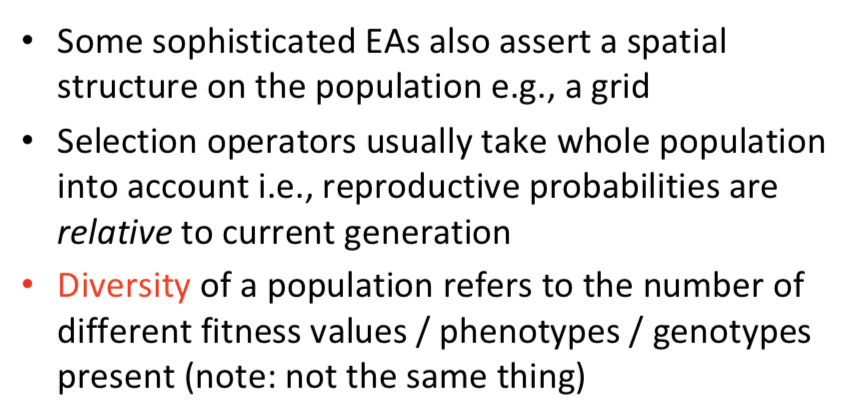 • Some sophisticated EAs also assert a spatial
structure on the population e.g., a grid
• Selection operators usually take whole population
into account i.e., reproductive probabilities are
relative to current generation
• Diversity of a population refers to the number of
different fitness values / phenotypes / genotypes
present (note: not the same thing)